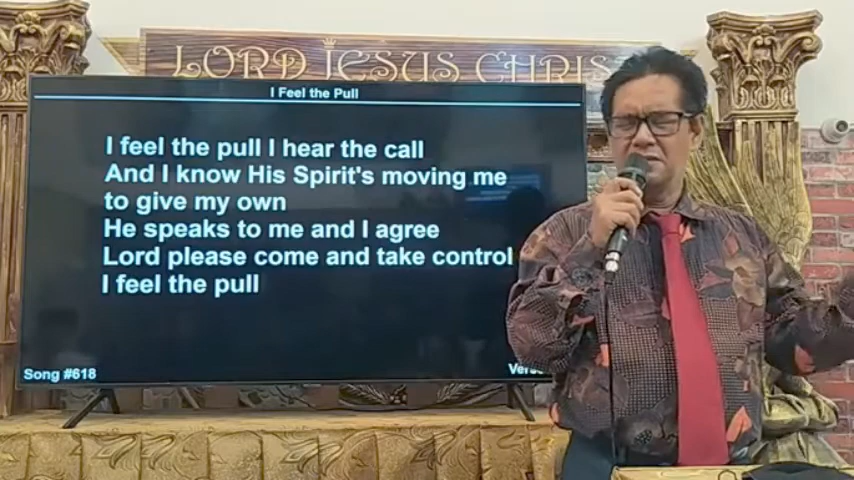 LORD JESUS CHRIS
I Feel the Pull
I feel the pull I hear the call
And I know His Spirit's moving me
to give my own
He speaks to me and I agree
Lord please come and take control
I feel the pull
Song #618